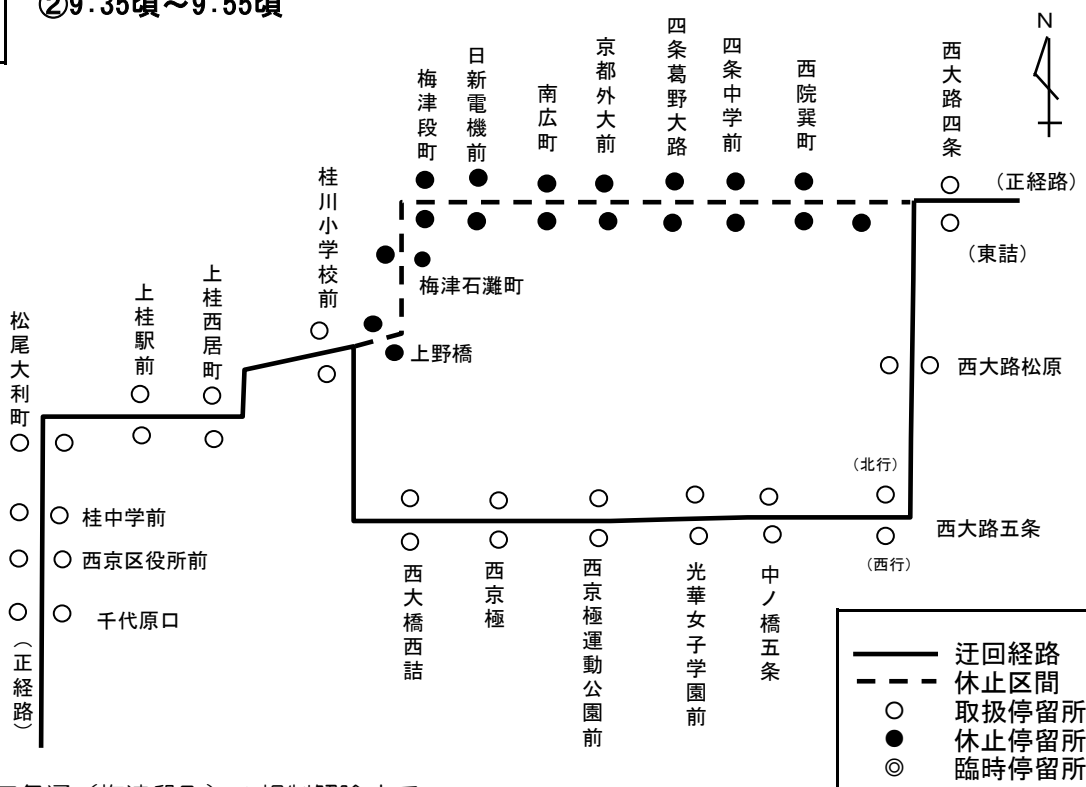 ②9:35頃～9:55頃
N
西大路四条
四条葛野大路
四条中学前
京都外大前
西院巽町
日新電機前
梅津段町
南広町
(正経路)
桂川小学校前
(東詰)
梅津石灘町
上桂西居町
上桂駅前
松尾大利町
上野橋
西大路松原
(北行)
桂中学前
西大路五条
西京区役所前
(西行)
千代原口
西大橋西詰
西京極
西京極運動公園前
光華女子学園前
中ノ橋五条
(正経路)
迂回経路
休止区間
取扱停留所
休止停留所
臨時停留所